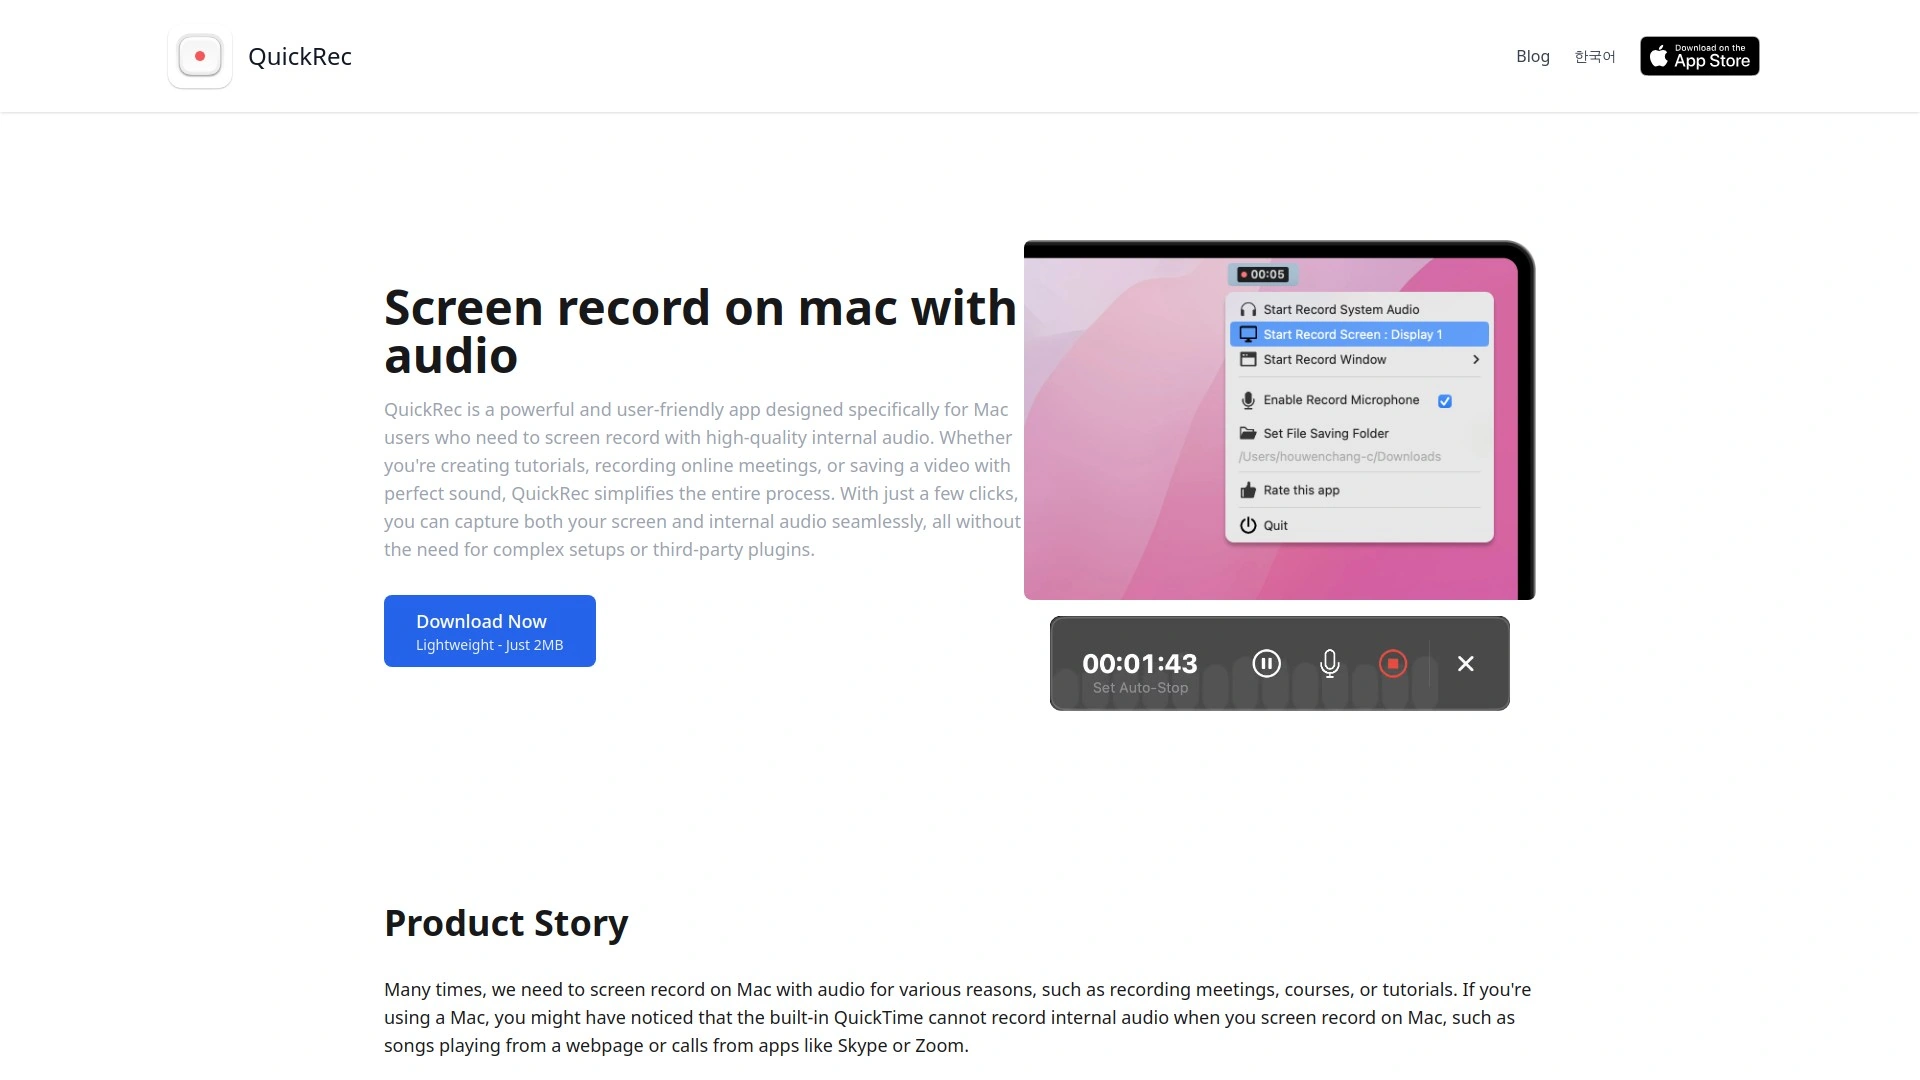 QuickRec
Blog
한국어
Download on the
App Store
Screen record on mac with
audio
QuickRec is a powerful and user-friendly app designed specifically for Mac
users who need to screen record with high-quality internal audio. Whether
you're creating tutorials, recording online meetings, or saving a video with
perfect sound, QuickRec simplifies the entire process. With just a few clicks,
you can capture both your screen and internal audio seamlessly, all without
the need for complex setups or third-party plugins.
Download Now
Lightweight - Just 2MB
00:05
Start Record System Audio
Start Record Screen : Display 1
Start Record Window
Enable Record Microphone
Set File Saving Folder
/Users/houwenchang-c/Downloads
Rate this app
Quit
00:01:43
Set Auto-Stop
Product Story
Many times, we need to screen record on Mac with audio for various reasons, such as recording meetings, courses, or tutorials. If you're
using a Mac, you might have noticed that the built-in QuickTime cannot record internal audio when you screen record on Mac, such as
songs playing from a webpage or calls from apps like Skype or Zoom.